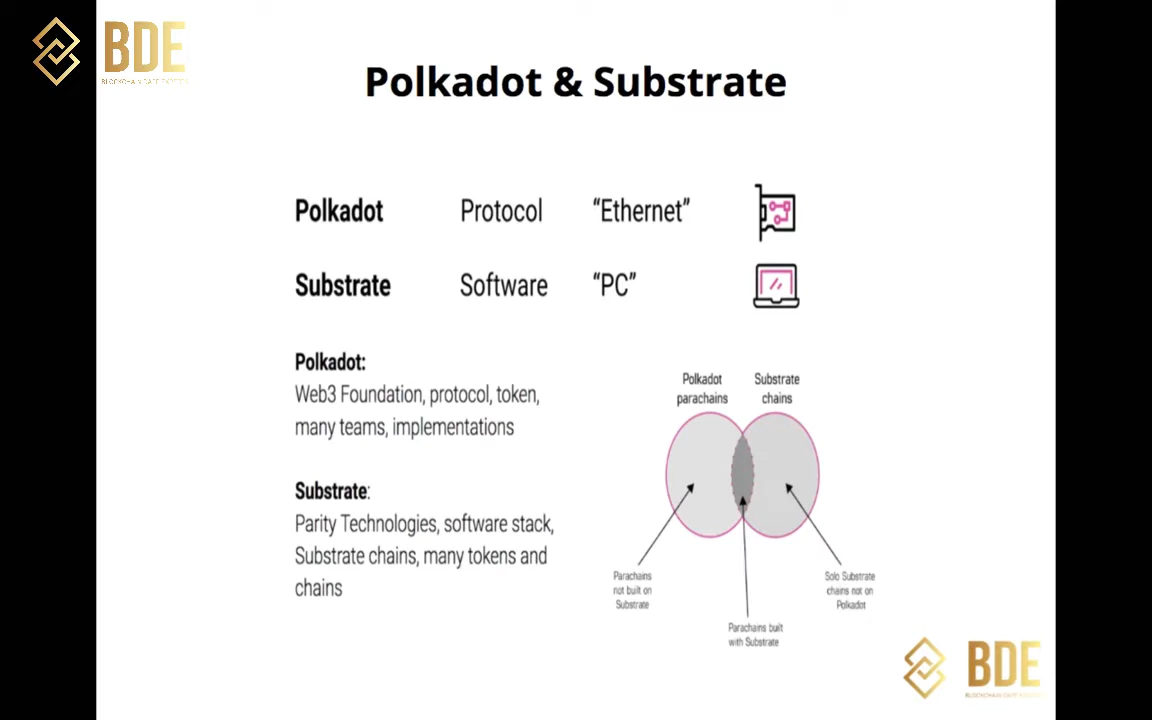 BDE
Polkadot & Substrate
Polkadot Protocol “Ethernet”
Substrate Software “PC”
Polkadot:
Web3 Foundation, protocol, token,
many teams, implementations
Substrate:
Parity Technologies, software stack,
Substrate chains, many tokens and
chains
Polkadot
parachains
Substrate
chains
Parachains
not built on
Substrate
Parachains built
with Substrate
Solo Substrate
chains not on
Polkadot
BDE